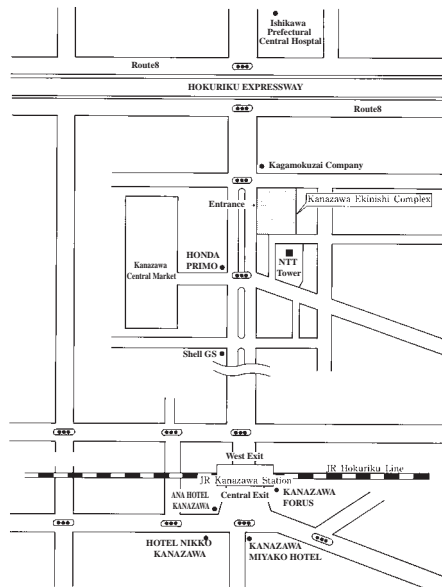 Ishikawa
Prefectural
Central Hosptal
Route8
HOKURIKU EXPRESSWAY
Route8
Kagamokuzai Company
Entrance
Kanazawa Ekinishi Complex
HONDA
PRIMO
Kanazawa
Central Market
NTT
Tower
Shell GS
West Exit
JR Hokuriku Line
JR Kanazawa Station
ANA HOTEL
KANAZAWA
Central Exit
KANAZAWA
FORUS
HOTEL NIKKO
KANAZAWA
KANAZAWA
MIYAKO HOTEL